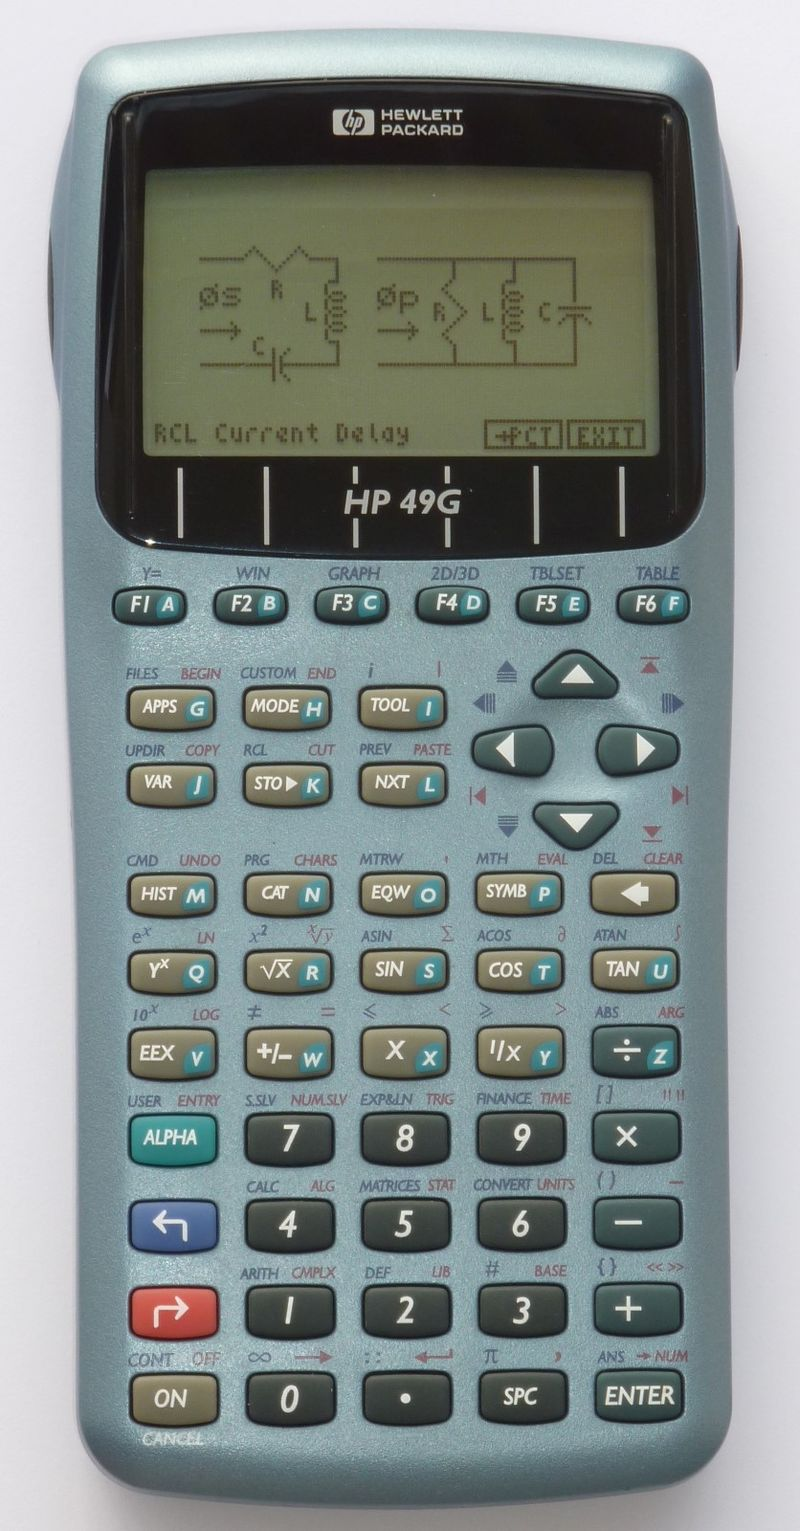 hp HEWLETT
PACKARD
Øs R L C Øp R L C
RCL Current Delay →PCT EXIT
HP 49G
Y= WIN GRAPH 2D/3D TBLSET TABLE
F1 A F2 B F3 C F4 D F5 E F6 F
FILES BEGIN CUSTOM END i |
APPS G MODE H TOOL I
UPDIR COPY RCL CUT PREV PASTE
VAR J STO▶ K NXT L
CMD UNDO PRG CHARS MTRW ' MTH EVAL DEL CLEAR
HIST M CAT N EQW O SYMB P
eˣ LN x² ˣ√y ASIN Σ ACOS ∂ ATAN ∫
Yˣ Q √X R SIN S COS T TAN U
10ˣ LOG ≠ = ≤ < ≥ > ABS ARG
EEX V +/− W X X 1/X Y ÷ Z
USER ENTRY S.SLV NUM.SLV EXP&LN TRIG FINANCE TIME [ ] " "
ALPHA 7 8 9 ×
CALC ALG MATRICES STAT CONVERT UNITS ( ) _
4 5 6 −
ARITH CMPLX DEF LIB # BASE { } << >>
1 2 3 +
CONT OFF ∞ → : : ↵ π , ANS →NUM
ON 0 . SPC ENTER
CANCEL